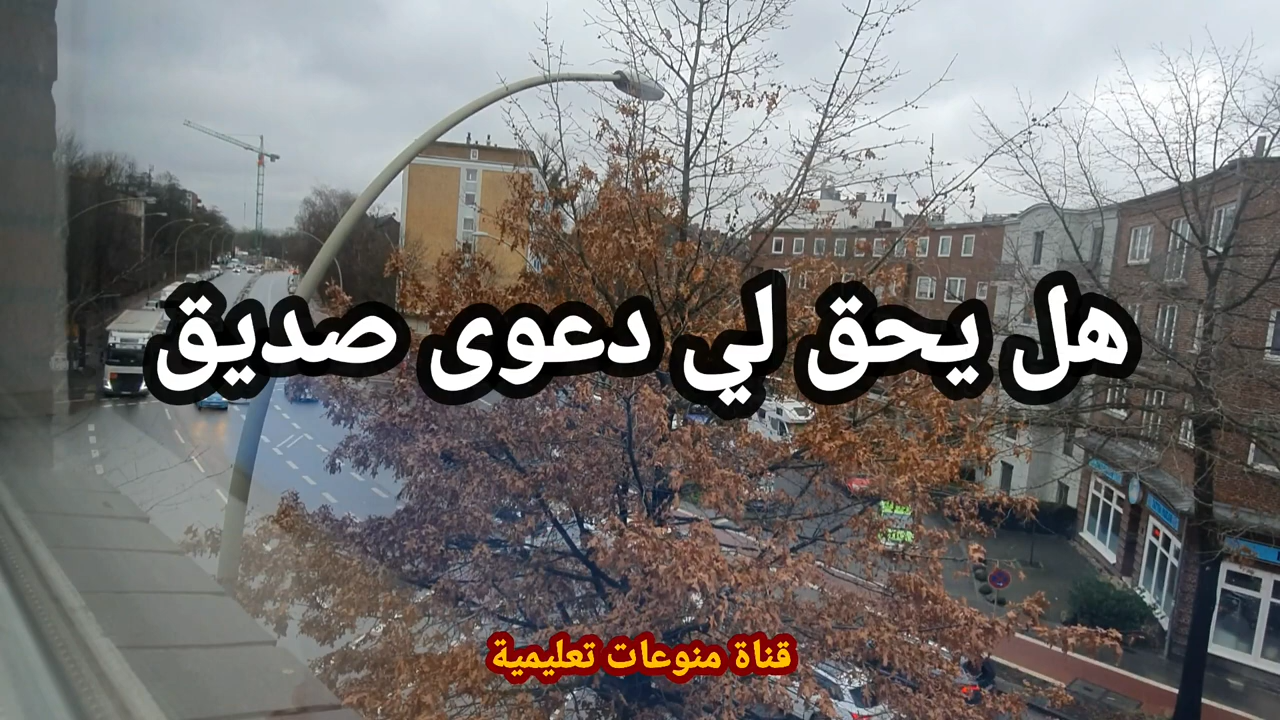 هل يحق لي دعوى صديق
قناة منوعات تعليمية